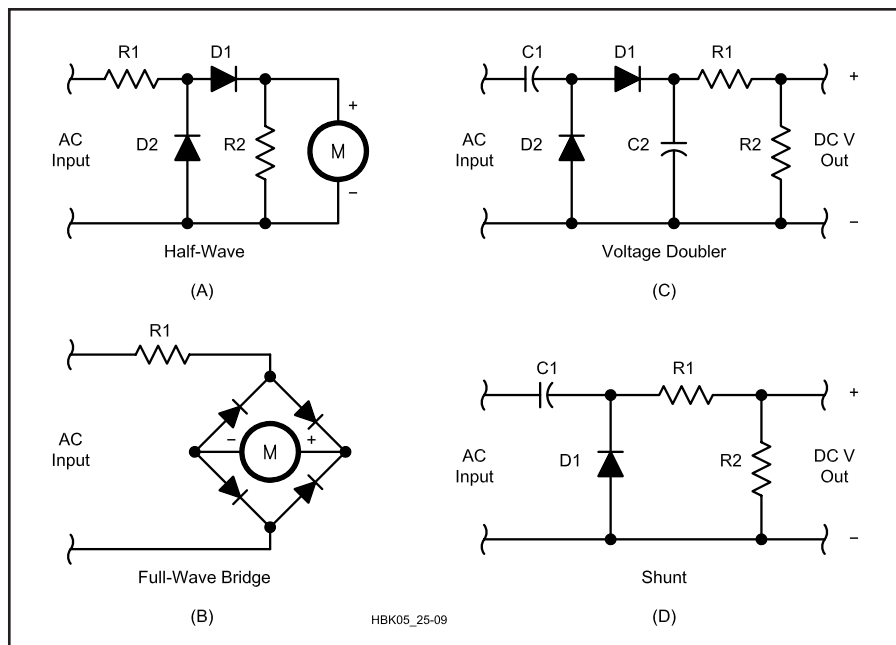 R1
D1
D2
R2
AC
Input
+
M
−
Half-Wave
(A)
C1
D1
R1
D2
C2
R2
AC
Input
+
DC V
Out
−
Voltage Doubler
(C)
R1
AC
Input
−
M
+
Full-Wave Bridge
(B)
HBK05_25-09
C1
R1
D1
R2
AC
Input
+
DC V
Out
−
Shunt
(D)